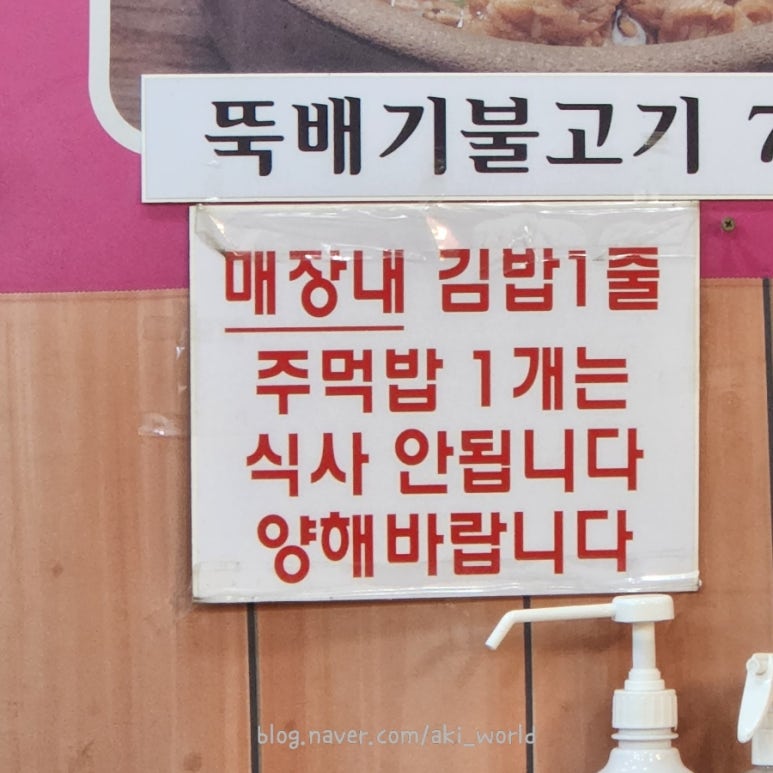 뚝배기불고기 7
매장내 김밥1줄
주먹밥 1개는
식사 안됩니다
양해바랍니다
blog.naver.com/aki_world